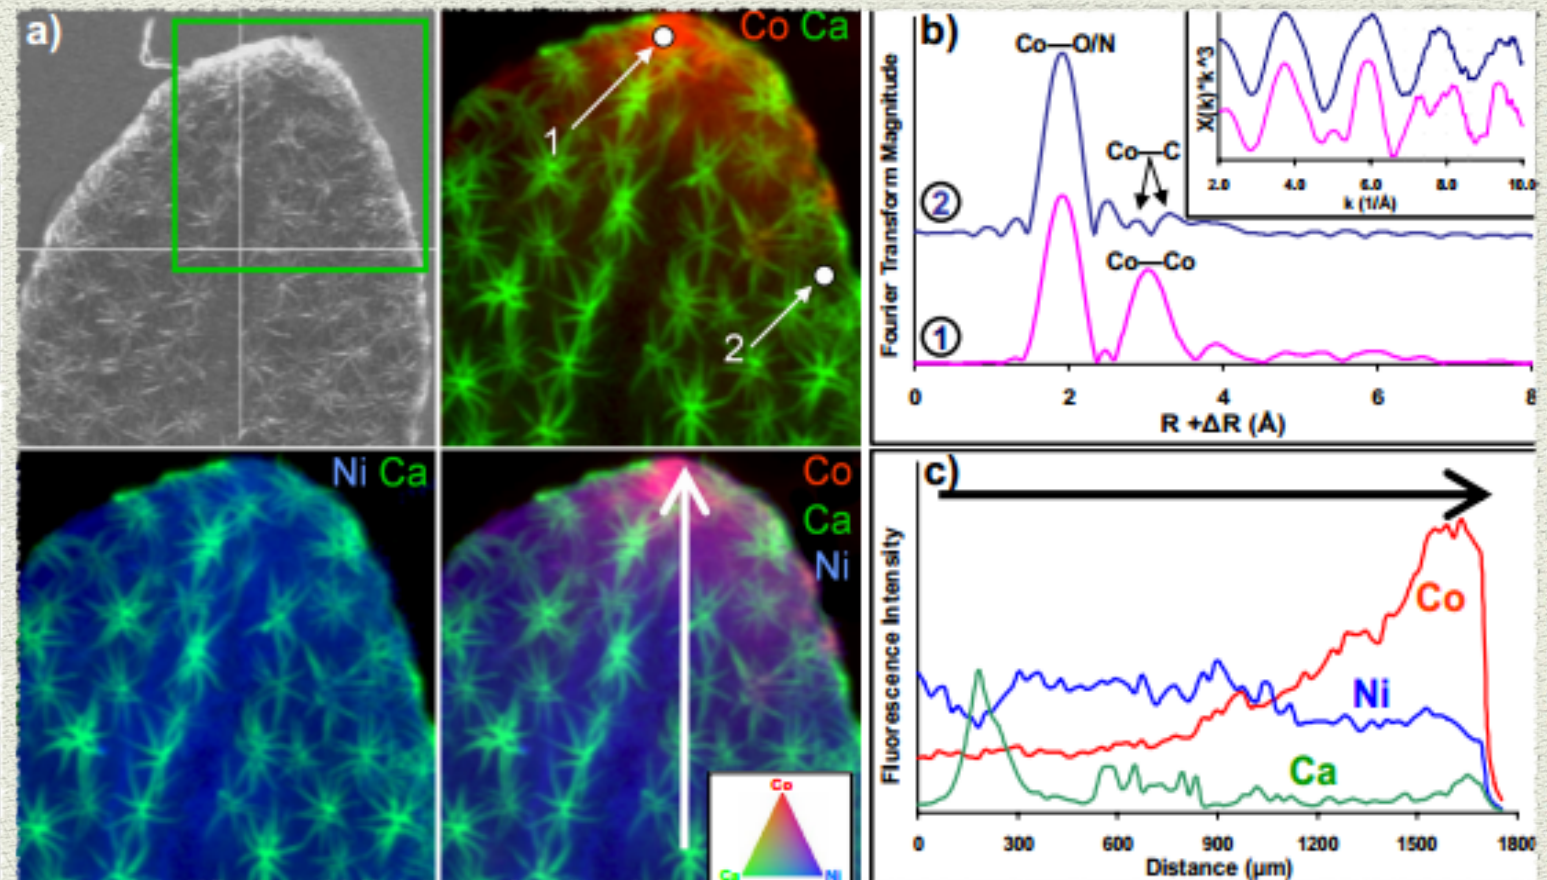 a)
Co Ca
1
2
Ni Ca
Co
Ca
Ni
Co
Ca
Ni
b)
Co—O/N
Co—C
Co—Co
2
1
Fourier Transform Magnitude
0 2 4 6 8
R +ΔR (Å)
X(k)*k^3
2.0 4.0 6.0 8.0 10.0
k (1/Å)
c)
Co
Ni
Ca
Fluorescence Intensity
0 300 600 900 1200 1500 1800
Distance (µm)